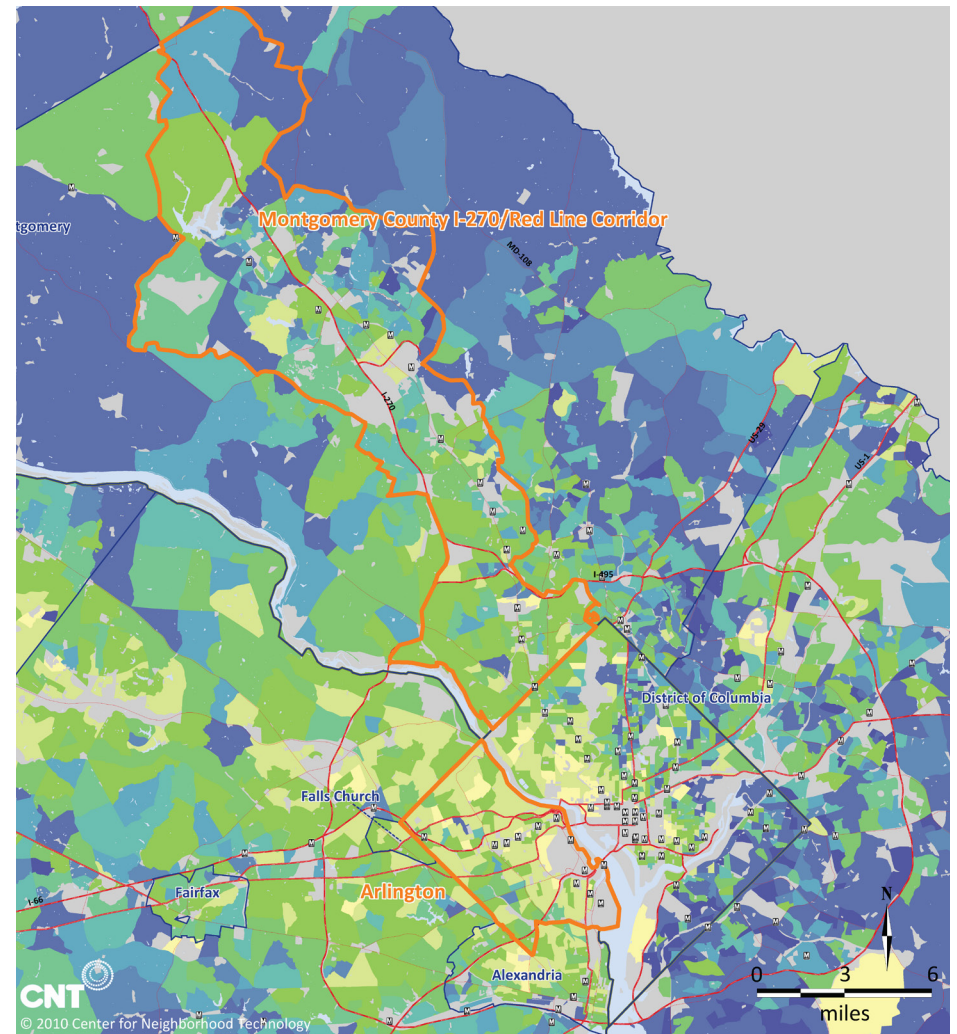 Montgomery County I-270/Red Line Corridor
tgomery
MD-108
I-270
US-29
US-1
I-495
District of Columbia
Falls Church
Arlington
Fairfax
I-66
Alexandria
N
0 3 6
miles
CNT
© 2010 Center for Neighborhood Technology